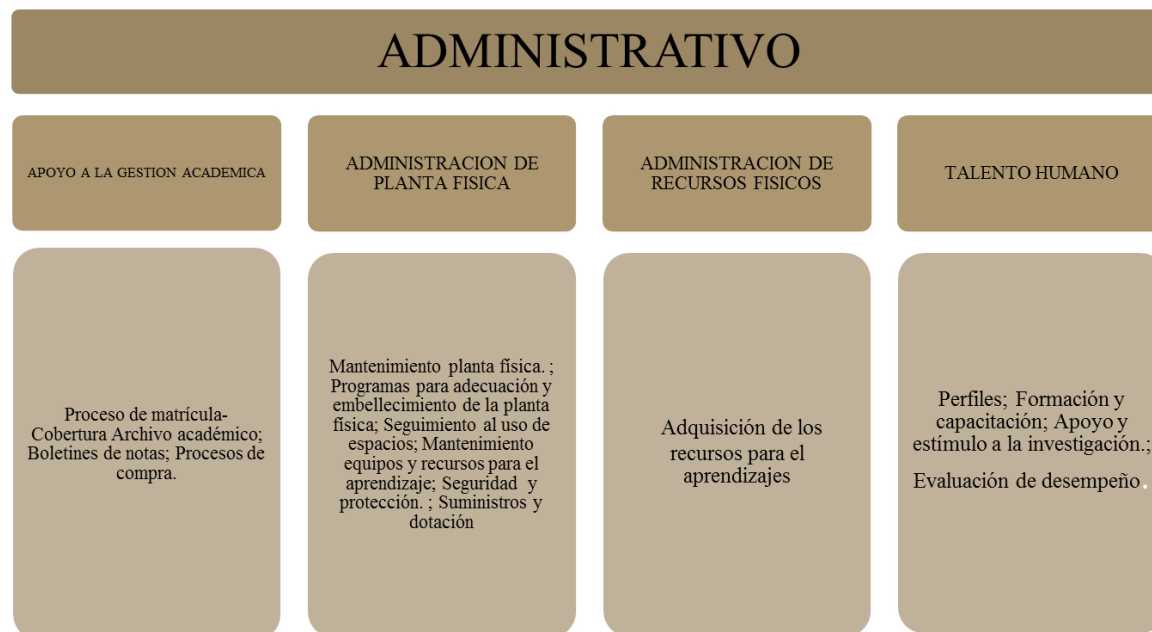 ADMINISTRATIVO
APOYO A LA GESTION ACADEMICA
ADMINISTRACION DE
PLANTA FISICA
ADMINISTRACION DE
RECURSOS FISICOS
TALENTO HUMANO
Proceso de matrícula-
Cobertura Archivo académico;
Boletines de notas; Procesos de
compra.
Mantenimiento planta física. ;
Programas para adecuación y
embellecimiento de la planta
física; Seguimiento al uso de
espacios; Mantenimiento
equipos y recursos para el
aprendizaje; Seguridad y
protección. ; Suministros y
dotación
Adquisición de los
recursos para el
aprendizajes
Perfiles; Formación y
capacitación; Apoyo y
estímulo a la investigación.;
Evaluación de desempeño.